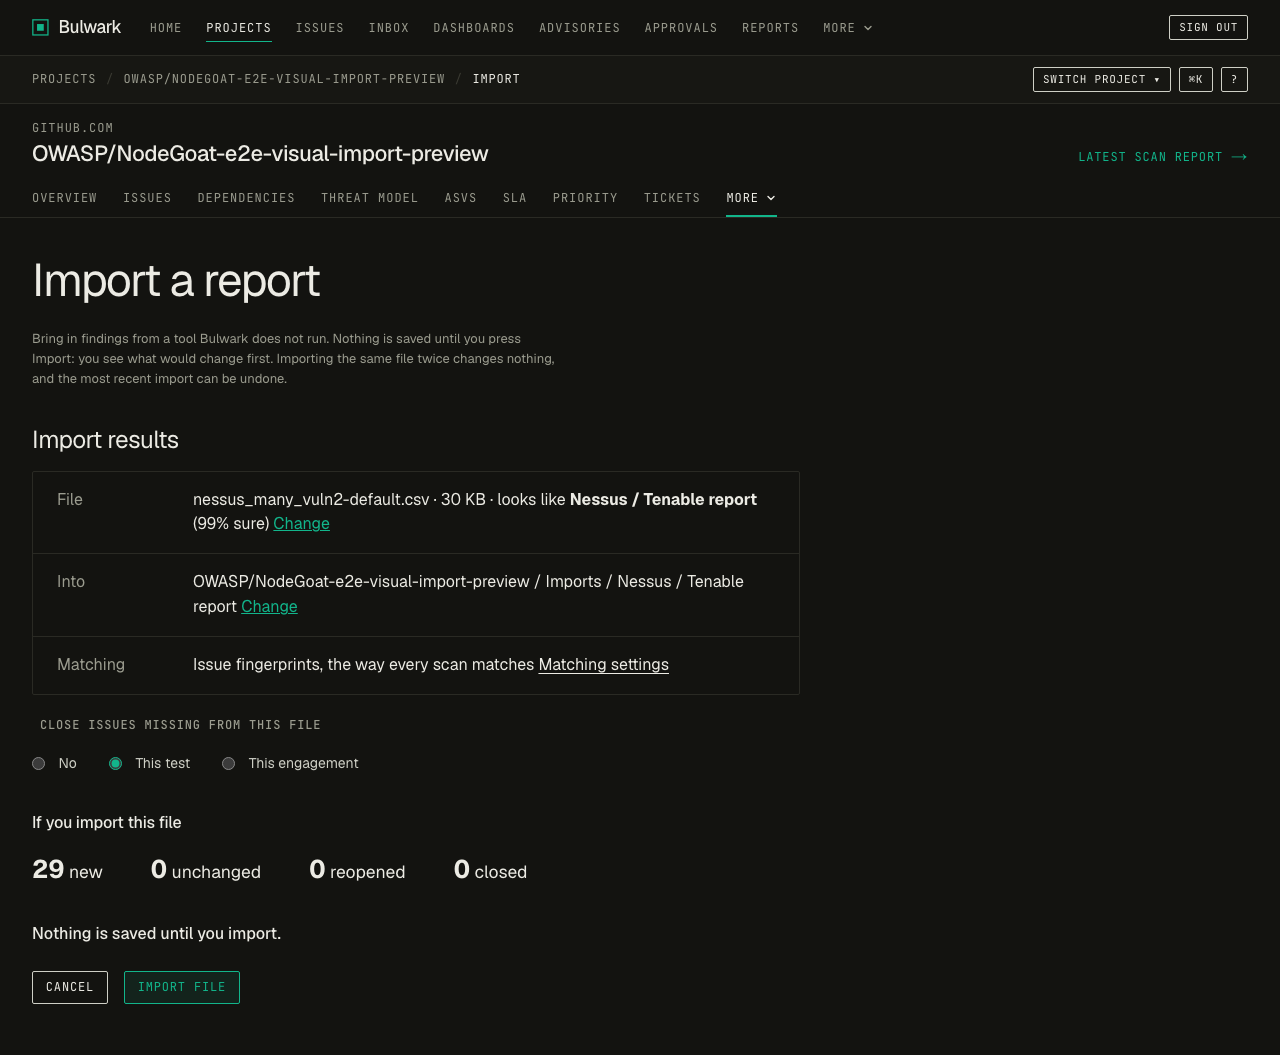 Bulwark HOME PROJECTS ISSUES INBOX DASHBOARDS ADVISORIES APPROVALS REPORTS MORE SIGN OUT
PROJECTS / OWASP/NODEGOAT-E2E-VISUAL-IMPORT-PREVIEW / IMPORT SWITCH PROJECT ▾ ⌘K ?
GITHUB.COM
OWASP/NodeGoat-e2e-visual-import-preview
LATEST SCAN REPORT →
OVERVIEW ISSUES DEPENDENCIES THREAT MODEL ASVS SLA PRIORITY TICKETS MORE
Import a report
Bring in findings from a tool Bulwark does not run. Nothing is saved until you press
Import: you see what would change first. Importing the same file twice changes nothing,
and the most recent import can be undone.
Import results
File nessus_many_vuln2-default.csv · 30 KB · looks like Nessus / Tenable report
(99% sure) Change
Into OWASP/NodeGoat-e2e-visual-import-preview / Imports / Nessus / Tenable
report Change
Matching Issue fingerprints, the way every scan matches Matching settings
CLOSE ISSUES MISSING FROM THIS FILE
No This test This engagement
If you import this file
29 new 0 unchanged 0 reopened 0 closed
Nothing is saved until you import.
CANCEL IMPORT FILE